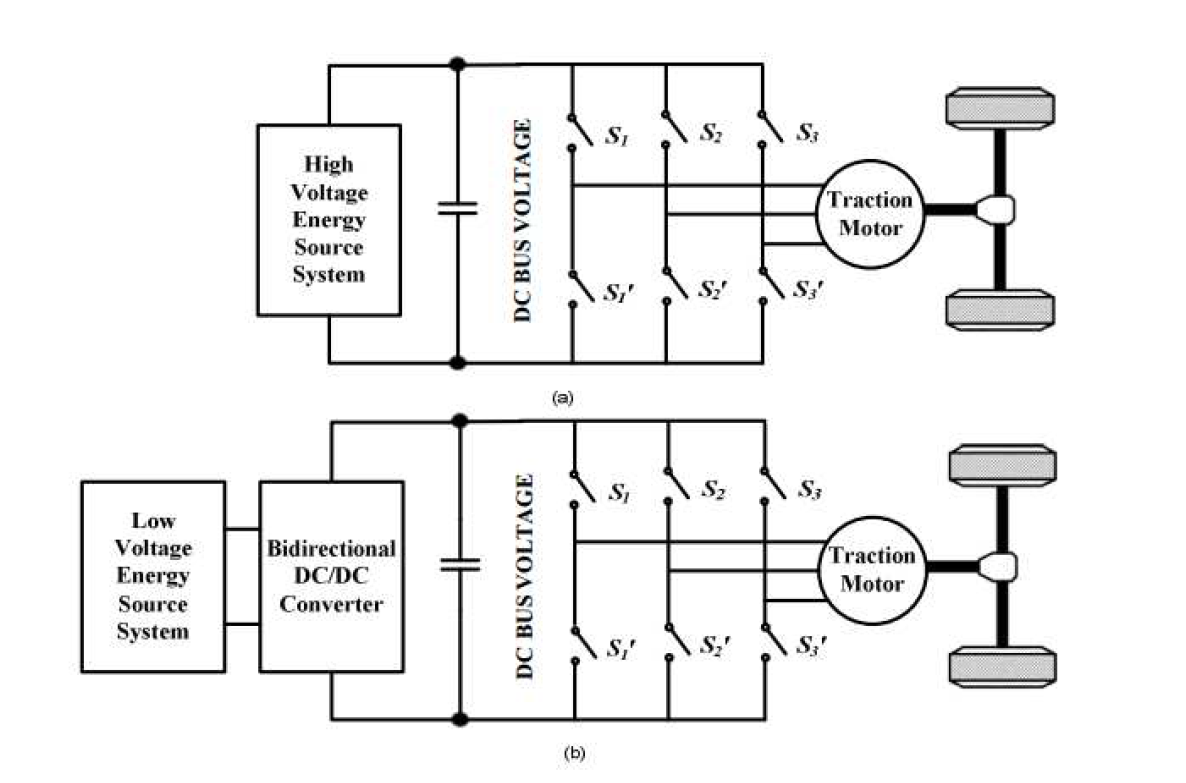 High
Voltage
Energy
Source
System
DC BUS VOLTAGE
S1
S2
S3
S1'
S2'
S3'
Traction
Motor
(a)
Low
Voltage
Energy
Source
System
Bidirectional
DC/DC
Converter
DC BUS VOLTAGE
S1
S2
S3
S1'
S2'
S3'
Traction
Motor
(b)